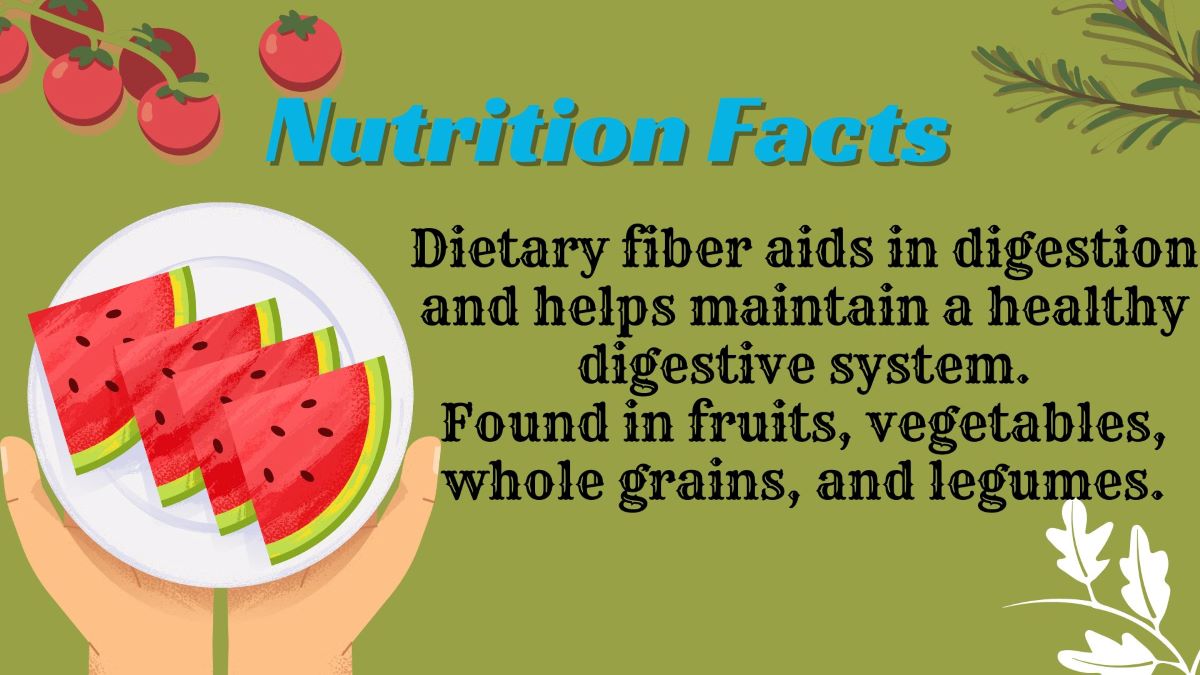 Nutrition Facts
Dietary fiber aids in digestion
and helps maintain a healthy
digestive system.
Found in fruits, vegetables,
whole grains, and legumes.